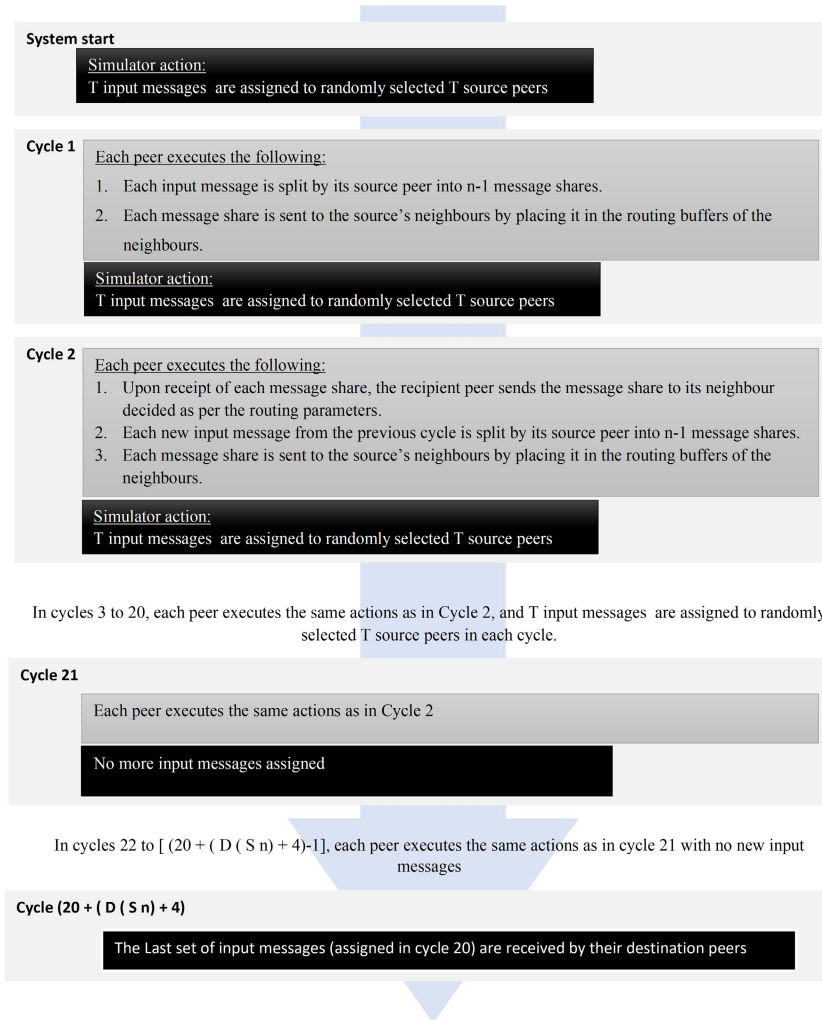 System start
Simulator action:
T input messages  are assigned to randomly selected T source peers
Cycle 1
Each peer executes the following:
1. Each input message is split by its source peer into n-1 message shares.
2. Each message share is sent to the source's neighbours by placing it in the routing buffers of the
neighbours.
Simulator action:
T input messages  are assigned to randomly selected T source peers
Cycle 2
Each peer executes the following:
1. Upon receipt of each message share, the recipient peer sends the message share to its neighbour
decided as per the routing parameters.
2. Each new input message from the previous cycle is split by its source peer into n-1 message shares.
3. Each message share is sent to the source's neighbours by placing it in the routing buffers of the
neighbours.
Simulator action:
T input messages  are assigned to randomly selected T source peers
In cycles 3 to 20, each peer executes the same actions as in Cycle 2, and T input messages  are assigned to randomly
selected T source peers in each cycle.
Cycle 21
Each peer executes the same actions as in Cycle 2
No more input messages assigned
In cycles 22 to [ (20 + ( D ( S n) + 4)-1], each peer executes the same actions as in cycle 21 with no new input
messages
Cycle (20 + ( D ( S n) + 4)
The Last set of input messages (assigned in cycle 20) are received by their destination peers